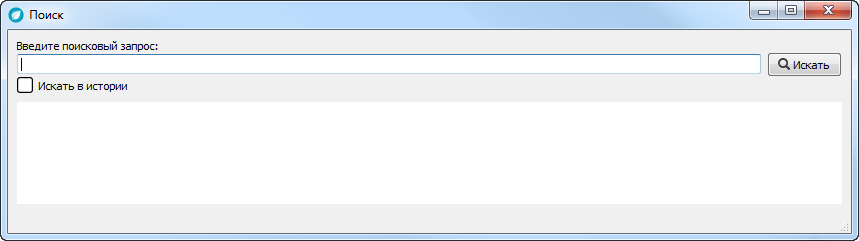 Поиск
Введите поисковый запрос:
Искать
Искать в истории